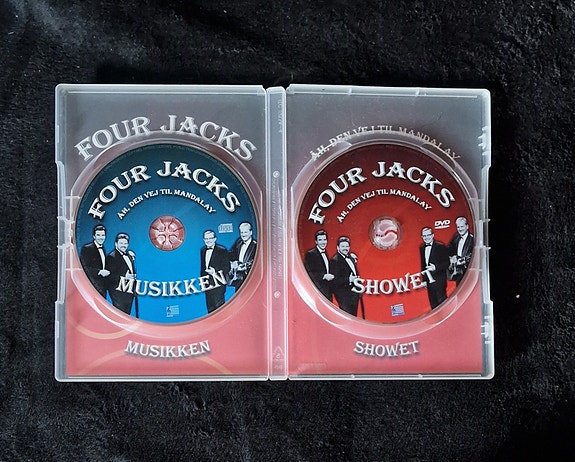 FOUR JACKS
FOUR JACKS
ÅH, DEN VEJ TIL MANDALAY
MUSIKKEN
MUSIKKEN
ÅH, DEN VEJ TIL MANDALAY
FOUR JACKS
ÅH, DEN VEJ TIL MANDALAY
DVD
SHOWET
SHOWET